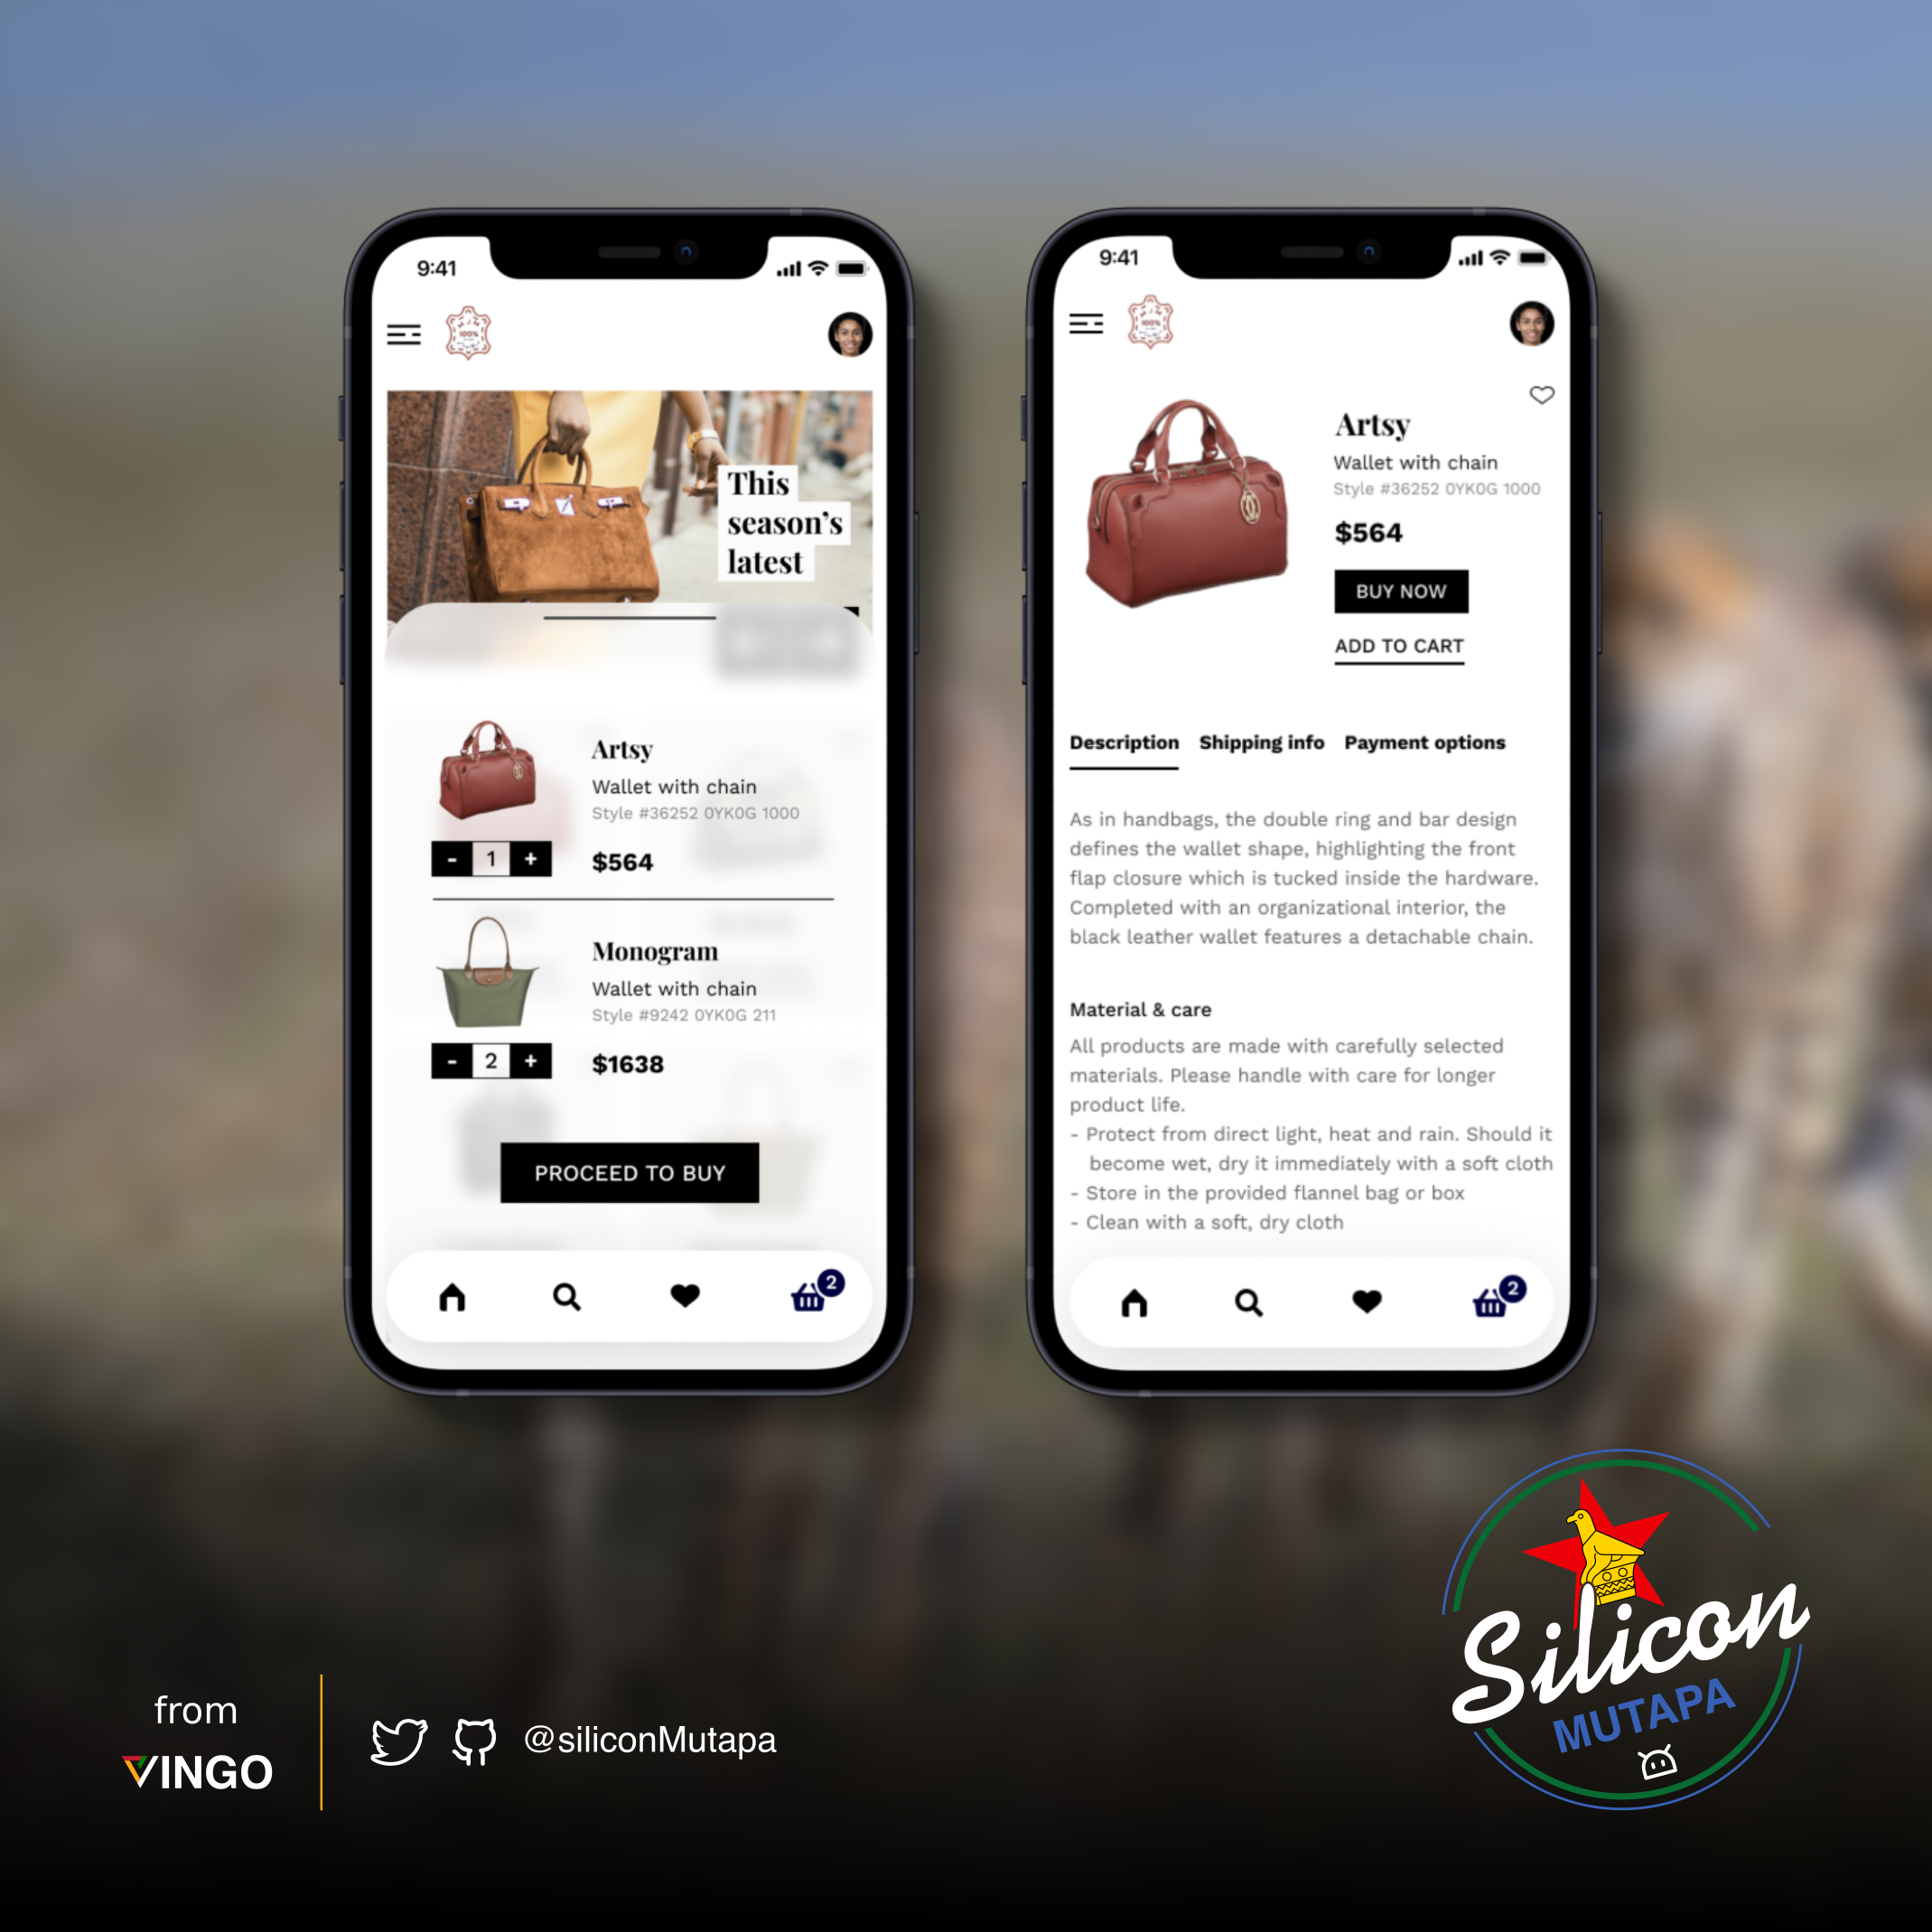 9:41
100%
This
season's
latest
Artsy
Wallet with chain
Style #36252 0YK0G 1000
- 1 +
$564
Monogram
Wallet with chain
Style #9242 0YK0G 211
- 2 +
$1638
PROCEED TO BUY
2
9:41
100%
Artsy
Wallet with chain
Style #36252 0YK0G 1000
$564
BUY NOW
ADD TO CART
Description Shipping info Payment options
As in handbags, the double ring and bar design
defines the wallet shape, highlighting the front
flap closure which is tucked inside the hardware.
Completed with an organizational interior, the
black leather wallet features a detachable chain.
Material & care
All products are made with carefully selected
materials. Please handle with care for longer
product life.
- Protect from direct light, heat and rain. Should it
become wet, dry it immediately with a soft cloth
- Store in the provided flannel bag or box
- Clean with a soft, dry cloth
2
from
VINGO
@siliconMutapa
Silicon
MUTAPA